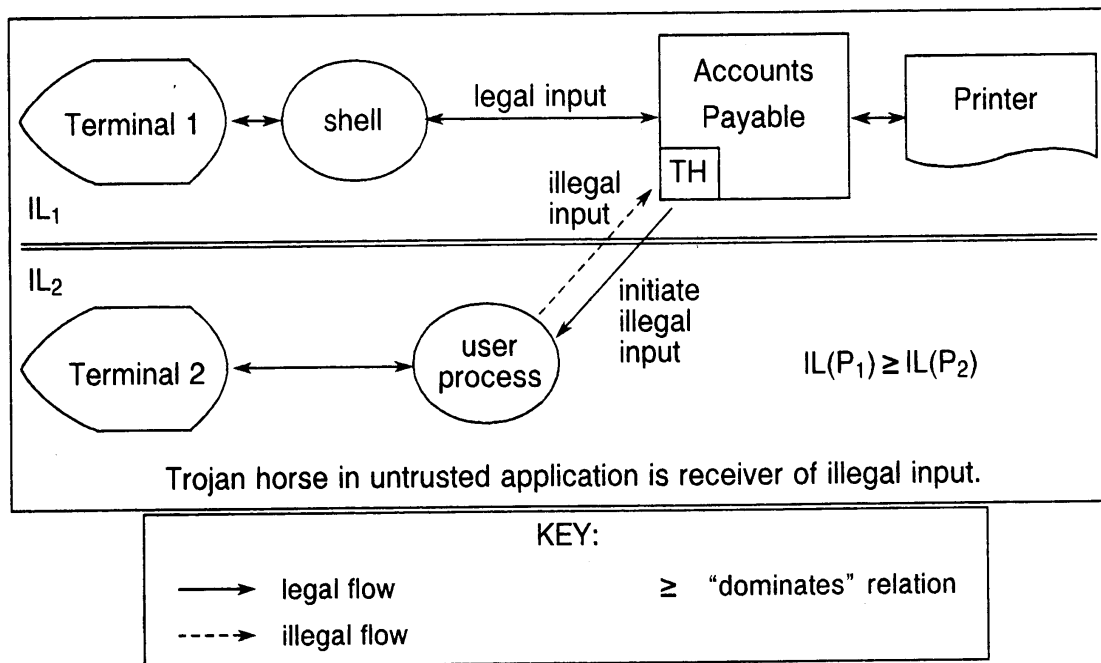 Terminal 1
shell
legal input
Accounts
Payable
TH
Printer
illegal
input
IL₁
IL₂
initiate
illegal
input
Terminal 2
user
process
IL(P₁) ≥ IL(P₂)
Trojan horse in untrusted application is receiver of illegal input.
KEY:
legal flow
≥ "dominates" relation
illegal flow